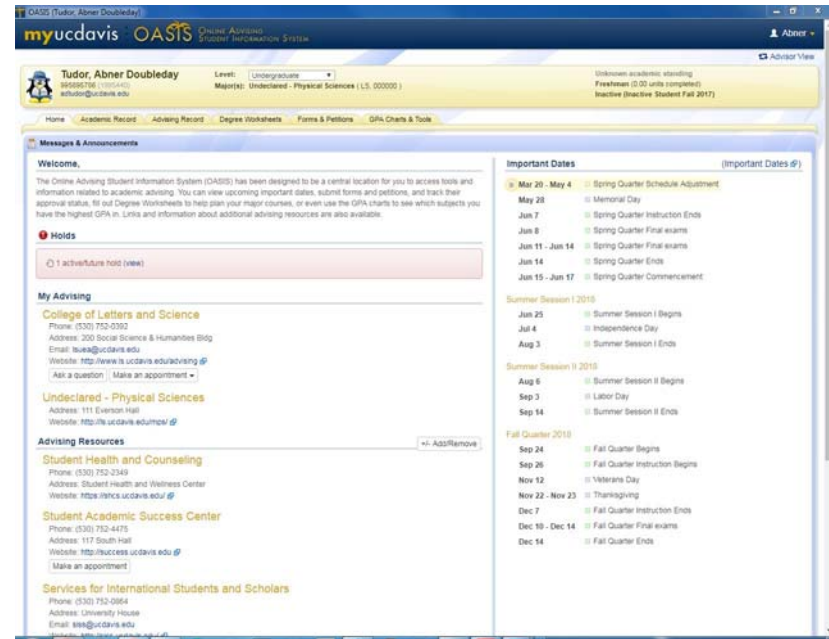 OASIS (Tudor, Abner Doubleday)
myucdavis OASIS ONLINE ADVISING STUDENT INFORMATION SYSTEM
Abner
Advisor View
Tudor, Abner Doubleday
adtudor@ucdavis.edu
Level: Undergraduate
Major(s): Undeclared - Physical Sciences ( LS, 000000 )
Unknown academic standing
Freshman (0.00 units completed)
Inactive (Inactive Student Fall 2017)
Home Academic Record Advising Record Degree Worksheets Forms & Petitions GPA Charts & Tools
Messages & Announcements
Welcome,
The Online Advising Student Information System (OASIS) has been designed to be a central location for you to access tools and
information related to academic advising. You can view upcoming important dates, submit forms and petitions, and track their
approval status, fill out Degree Worksheets to help plan your major courses, or even use the GPA charts to see which subjects you
have the highest GPA in. Links and information about additional advising resources are also available.
Holds
1 active/future hold (view)
My Advising
College of Letters and Science
Phone: (530) 752-0392
Address: 200 Social Science & Humanities Bldg
Email: lsuea@ucdavis.edu
Website: http://www.ls.ucdavis.edu/advising
Ask a question Make an appointment
Undeclared - Physical Sciences
Address: 111 Everson Hall
Website: http://ls.ucdavis.edu/mps/
Advising Resources +/- Add/Remove
Student Health and Counseling
Phone: (530) 752-2349
Address: Student Health and Wellness Center
Website: https://shcs.ucdavis.edu/
Student Academic Success Center
Phone: (530) 752-4475
Address: 117 South Hall
Website: http://success.ucdavis.edu
Make an appointment
Services for International Students and Scholars
Phone: (530) 752-0864
Address: University House
Email: siss@ucdavis.edu
Important Dates (Important Dates)
Mar 20 - May 4 Spring Quarter Schedule Adjustment
May 28 Memorial Day
Jun 7 Spring Quarter Instruction Ends
Jun 8 Spring Quarter Final exams
Jun 11 - Jun 14 Spring Quarter Final exams
Jun 14 Spring Quarter Ends
Jun 15 - Jun 17 Spring Quarter Commencement
Summer Session I 2018
Jun 25 Summer Session I Begins
Jul 4 Independence Day
Aug 3 Summer Session I Ends
Summer Session II 2018
Aug 6 Summer Session II Begins
Sep 3 Labor Day
Sep 14 Summer Session II Ends
Fall Quarter 2018
Sep 24 Fall Quarter Begins
Sep 26 Fall Quarter Instruction Begins
Nov 12 Veterans Day
Nov 22 - Nov 23 Thanksgiving
Dec 7 Fall Quarter Instruction Ends
Dec 10 - Dec 14 Fall Quarter Final exams
Dec 14 Fall Quarter Ends